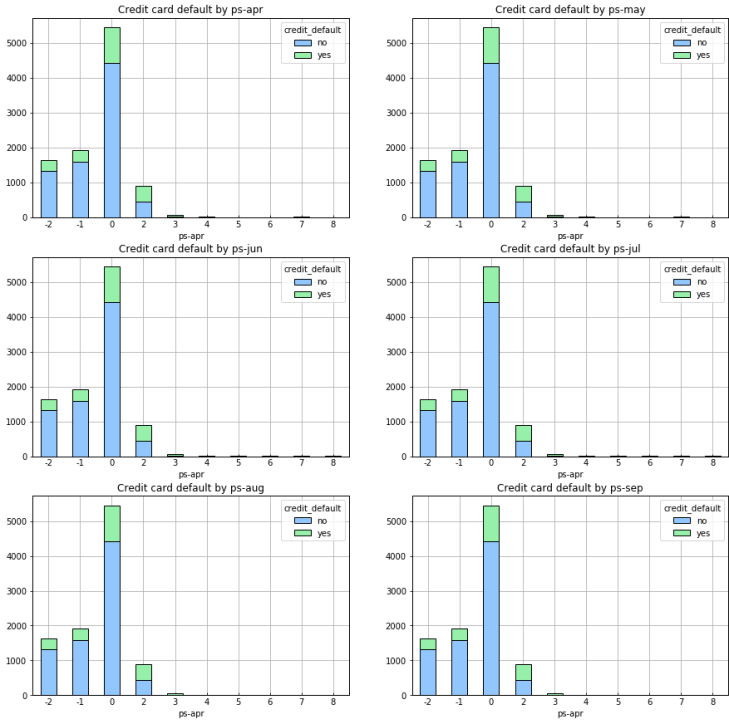 Credit card default by ps-apr
credit_default
no
yes
5000
4000
3000
2000
1000
0
-2 -1 0 2 3 4 5 6 7 8
ps-apr
Credit card default by ps-may
credit_default
no
yes
5000
4000
3000
2000
1000
0
-2 -1 0 2 3 4 5 6 7 8
ps-apr
Credit card default by ps-jun
credit_default
no
yes
5000
4000
3000
2000
1000
0
-2 -1 0 2 3 4 5 6 7 8
ps-apr
Credit card default by ps-jul
credit_default
no
yes
5000
4000
3000
2000
1000
0
-2 -1 0 2 3 4 5 6 7 8
ps-apr
Credit card default by ps-aug
credit_default
no
yes
5000
4000
3000
2000
1000
0
-2 -1 0 2 3 4 5 6 7 8
ps-apr
Credit card default by ps-sep
credit_default
no
yes
5000
4000
3000
2000
1000
0
-2 -1 0 2 3 4 5 6 7 8
ps-apr